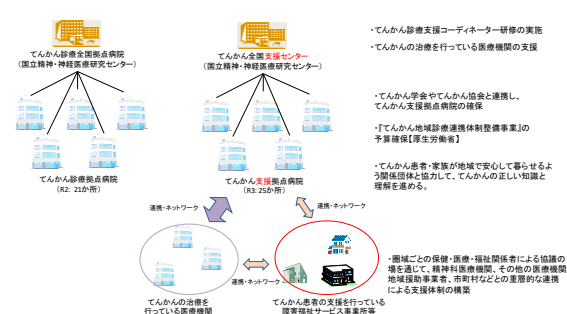 てんかん診療全国拠点病院
（国立精神・神経医療研究センター）
てんかん診療拠点病院
（R2: 21か所）
てんかん全国支援センター
（国立精神・神経医療研究センター）
てんかん支援拠点病院
（R3: 25か所）
連携・ネットワーク
連携・ネットワーク
連携・ネットワーク
てんかんの治療を
行っている医療機関
てんかん患者の支援を行っている
障害福祉サービス事業所等
・てんかん診療支援コーディネーター研修の実施
・てんかんの治療を行っている医療機関の支援
・てんかん学会やてんかん協会と連携し、
てんかん支援拠点病院の確保
・『てんかん地域診療連携体制整備事業』の
予算確保【厚生労働省】
・てんかん患者・家族が地域で安心して暮らせるよ
う関係団体と協力して、てんかんの正しい知識と
理解を進める。
・圏域ごとの保健・医療・福祉関係者による協議の
場を通じて、精神科医療機関、その他の医療機関
地域援助事業者、市町村などとの重層的な連携
による支援体制の構築